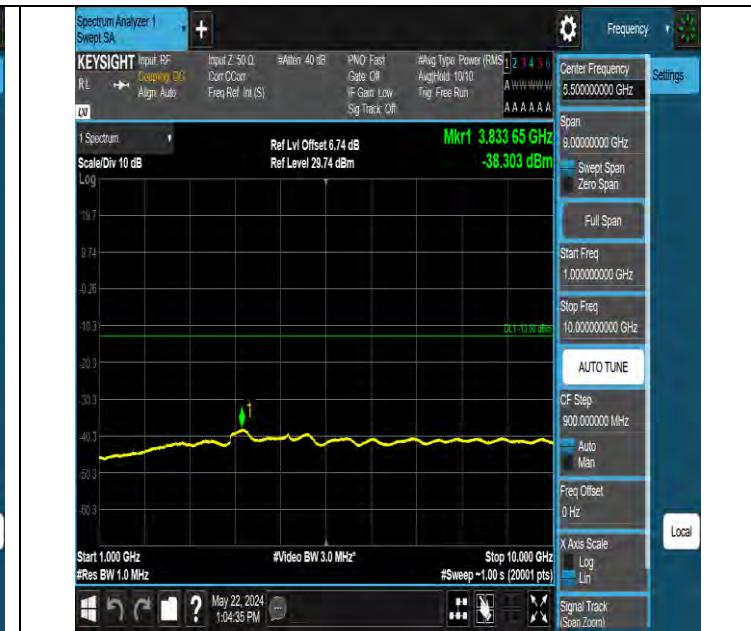 Spectrum Analyzer 1
Swept SA
+
Frequency
KEYSIGHT
RL
Input: RF
Coupling: DC
Align: Auto
Input Z: 50 Ω
Corr CCorr
Freq Ref: Int (S)
#Atten: 40 dB
PNO: Fast
Gate: Off
IF Gain: Low
Sig Track: Off
#Avg Type: Power (RMS
Avg|Hold: 10/10
Trig: Free Run
1 2 3 4 5 6
A W W W W W
A A A A A A
1 Spectrum
Scale/Div 10 dB
Log
Ref Lvl Offset 6.74 dB
Ref Level 29.74 dBm
Mkr1 3.833 65 GHz
-38.303 dBm
19.7
9.74
-0.26
-10.3
DL1 -13.00 dBm
-20.3
-30.3
1
-40.3
-50.3
-60.3
Start 1.000 GHz
#Res BW 1.0 MHz
#Video BW 3.0 MHz*
Stop 10.000 GHz
#Sweep ~1.00 s (20001 pts)
?
May 22, 2024
1:04:35 PM
Center Frequency
5.500000000 GHz
Span
9.00000000 GHz
Swept Span
Zero Span
Full Span
Start Freq
1.000000000 GHz
Stop Freq
10.000000000 GHz
AUTO TUNE
CF Step
900.000000 MHz
Auto
Man
Freq Offset
0 Hz
X Axis Scale
Log
Lin
Signal Track
(Span Zoom)
Settings
Local